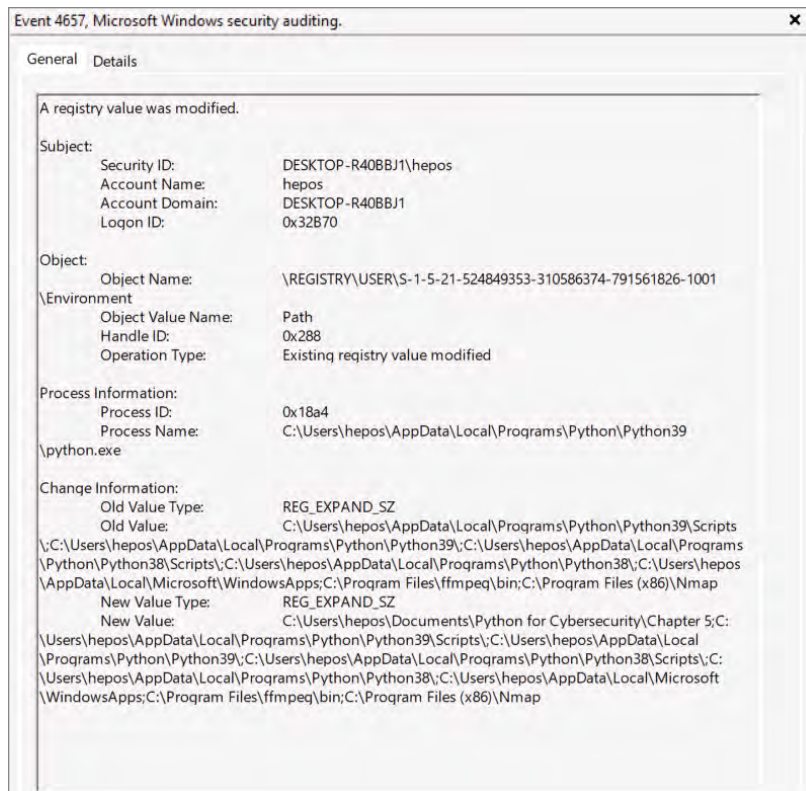 Event 4657, Microsoft Windows security auditing.
General Details
A registry value was modified.
Subject:
Security ID: DESKTOP-R40BBJ1\hepos
Account Name: hepos
Account Domain: DESKTOP-R40BBJ1
Logon ID: 0x32B70
Object:
Object Name: \REGISTRY\USER\S-1-5-21-524849353-310586374-791561826-1001
\Environment
Object Value Name: Path
Handle ID: 0x288
Operation Type: Existing registry value modified
Process Information:
Process ID: 0x18a4
Process Name: C:\Users\hepos\AppData\Local\Programs\Python\Python39
\python.exe
Change Information:
Old Value Type: REG_EXPAND_SZ
Old Value: C:\Users\hepos\AppData\Local\Programs\Python\Python39\Scripts
\;C:\Users\hepos\AppData\Local\Programs\Python\Python39\;C:\Users\hepos\AppData\Local\Programs
\Python\Python38\Scripts\;C:\Users\hepos\AppData\Local\Programs\Python\Python38\;C:\Users\hepos
\AppData\Local\Microsoft\WindowsApps;C:\Program Files\ffmpeg\bin;C:\Program Files (x86)\Nmap
New Value Type: REG_EXPAND_SZ
New Value: C:\Users\hepos\Documents\Python for Cybersecurity\Chapter 5;C:
\Users\hepos\AppData\Local\Programs\Python\Python39\Scripts\;C:\Users\hepos\AppData\Local
\Programs\Python\Python39\;C:\Users\hepos\AppData\Local\Programs\Python\Python38\Scripts\;C:
\Users\hepos\AppData\Local\Programs\Python\Python38\;C:\Users\hepos\AppData\Local\Microsoft
\WindowsApps;C:\Program Files\ffmpeg\bin;C:\Program Files (x86)\Nmap